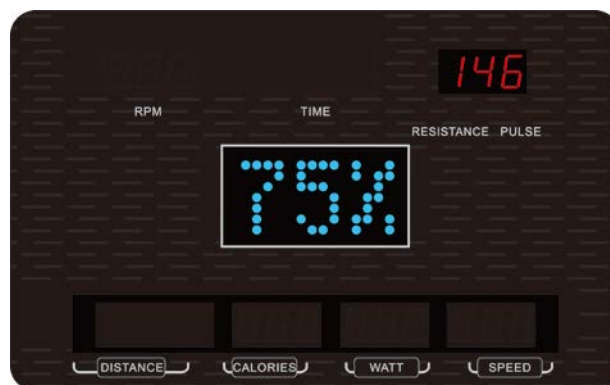 146
RPM TIME
RESISTANCE PULSE
75%
DISTANCE CALORIES WATT SPEED